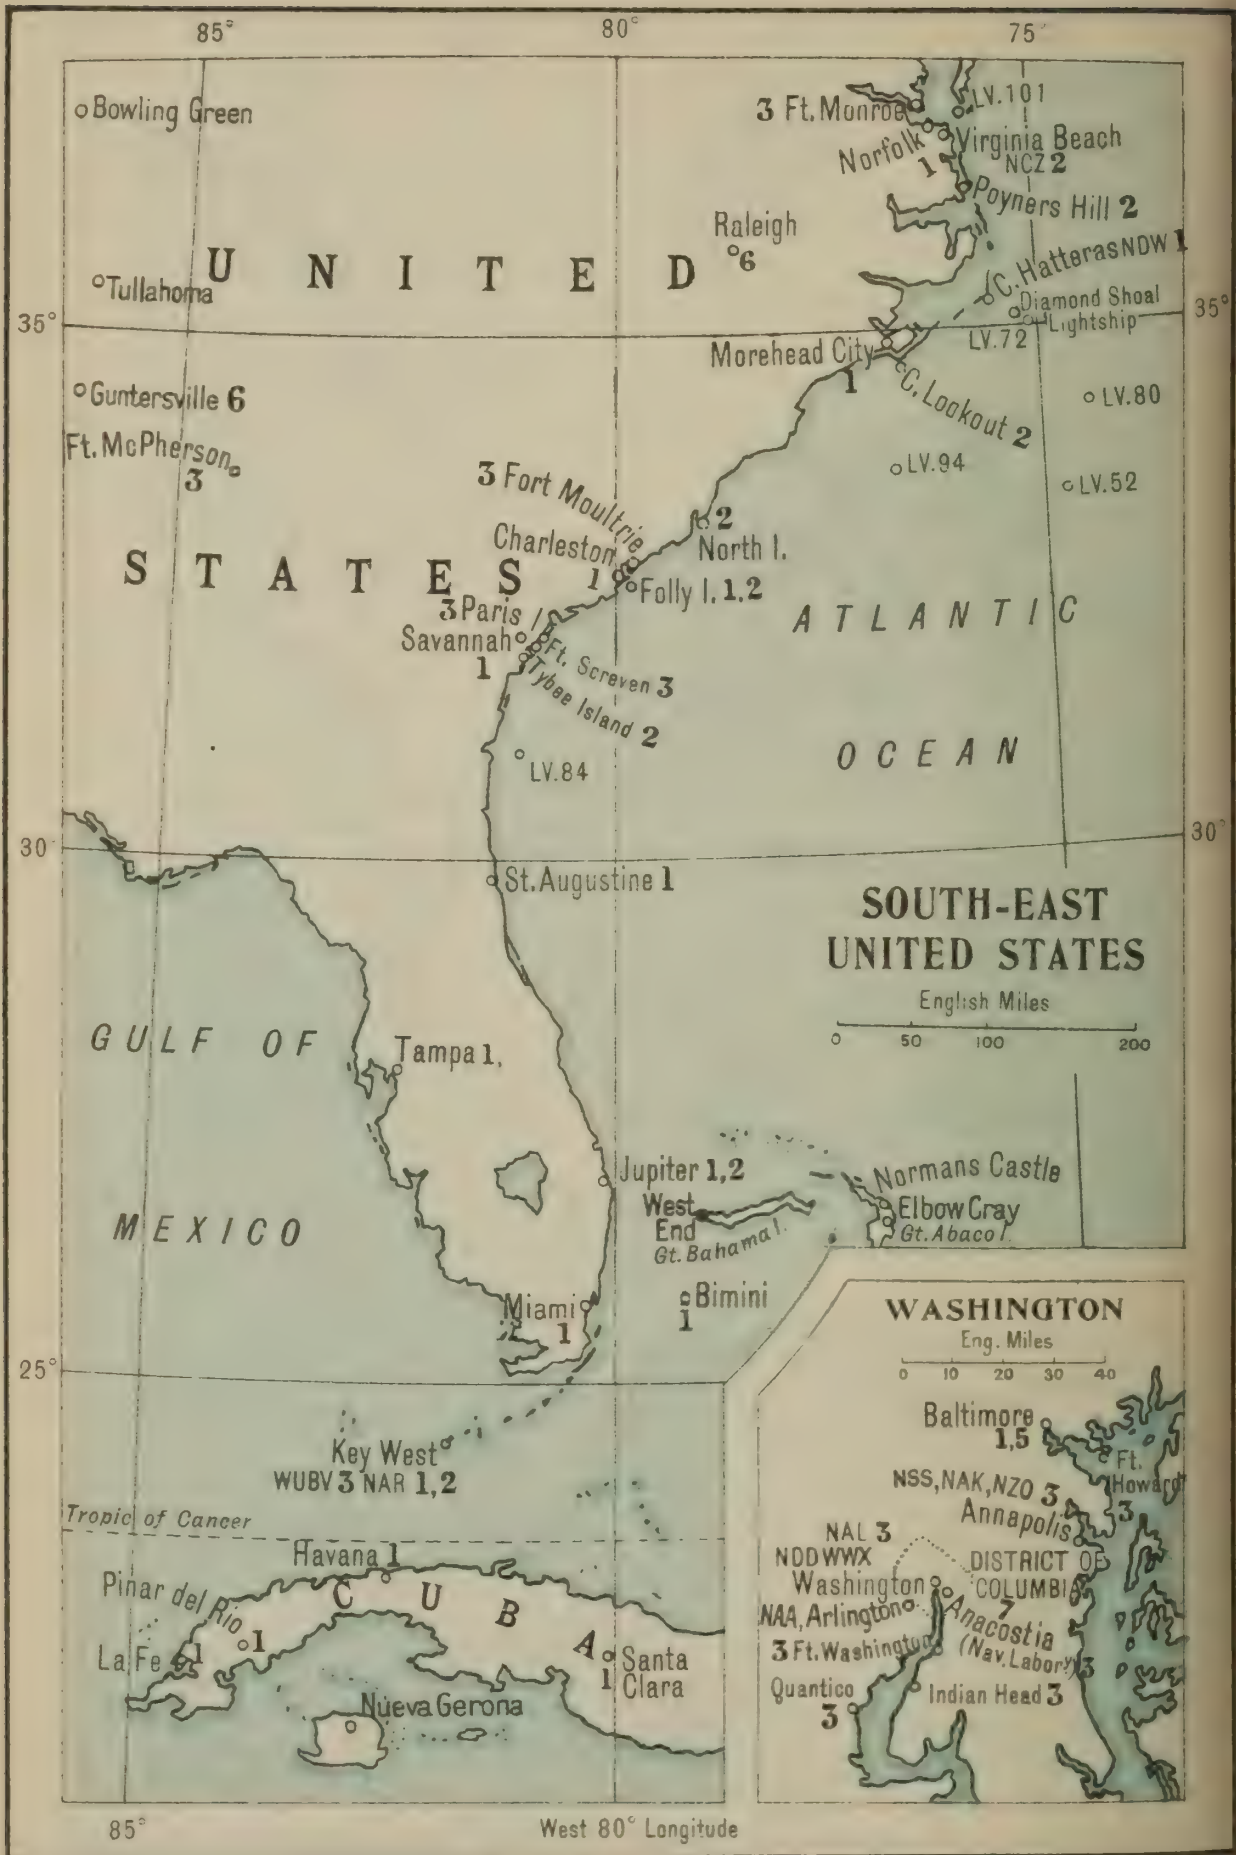 85°
80°
75°
Bowling Green
3 Ft. Monroe
LV.101
Norfolk
1
Virginia Beach
NCZ 2
Poyners Hill 2
Raleigh
6
C. Hatteras NDW 1
UNITED
Tullahoma
Diamond Shoal
Lightship
35°
35°
LV.72
Morehead City
1
C. Lookout 2
LV.80
Guntersville 6
Ft. McPherson
3
LV.94
LV.52
3 Fort Moultrie
2
North I.
Charleston
1
Folly I. 1,2
STATES
3 Paris I
Savannah
1
Ft. Screven 3
Tybee Island 2
ATLANTIC
OCEAN
LV.84
30°
30°
St. Augustine 1
SOUTH-EAST
UNITED STATES
English Miles
0 50 100 200
GULF OF
MEXICO
Tampa 1.
Jupiter 1,2
West
End
Gt. Bahama I.
Normans Castle
Elbow Cray
Gt. Abaco I.
Miami
1
Bimini
1
25°
Key West
WUBV 3 NAR 1,2
Tropic of Cancer
Havana 1
CUBA
Pinar del Rio
1
La Fe
1
Santa
Clara
1
Nueva Gerona
85°
West 80° Longitude
WASHINGTON
Eng. Miles
0 10 20 30 40
Baltimore
1,5
Ft.
Howard
3
NSS, NAK, NZO 3
Annapolis
NAL 3
NDD WWX
Washington
DISTRICT OF
COLUMBIA
7
NAA, Arlington
Anacostia
(Nav. Labory) 3
3 Ft. Washington
Quantico
3
Indian Head 3